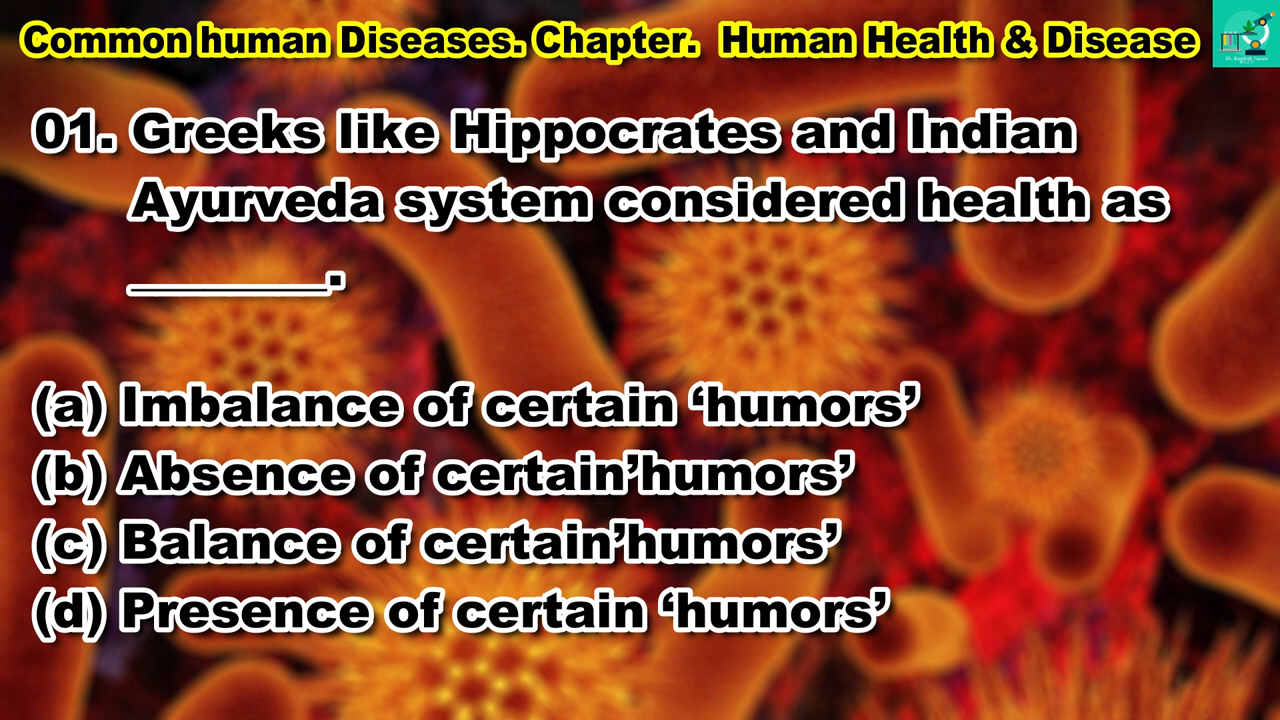 Common human Diseases. Chapter. Human Health & Disease
01. Greeks like Hippocrates and Indian
Ayurveda system considered health as
________.
(a) Imbalance of certain ‘humors’
(b) Absence of certain’humors’
(c) Balance of certain’humors’
(d) Presence of certain ‘humors’